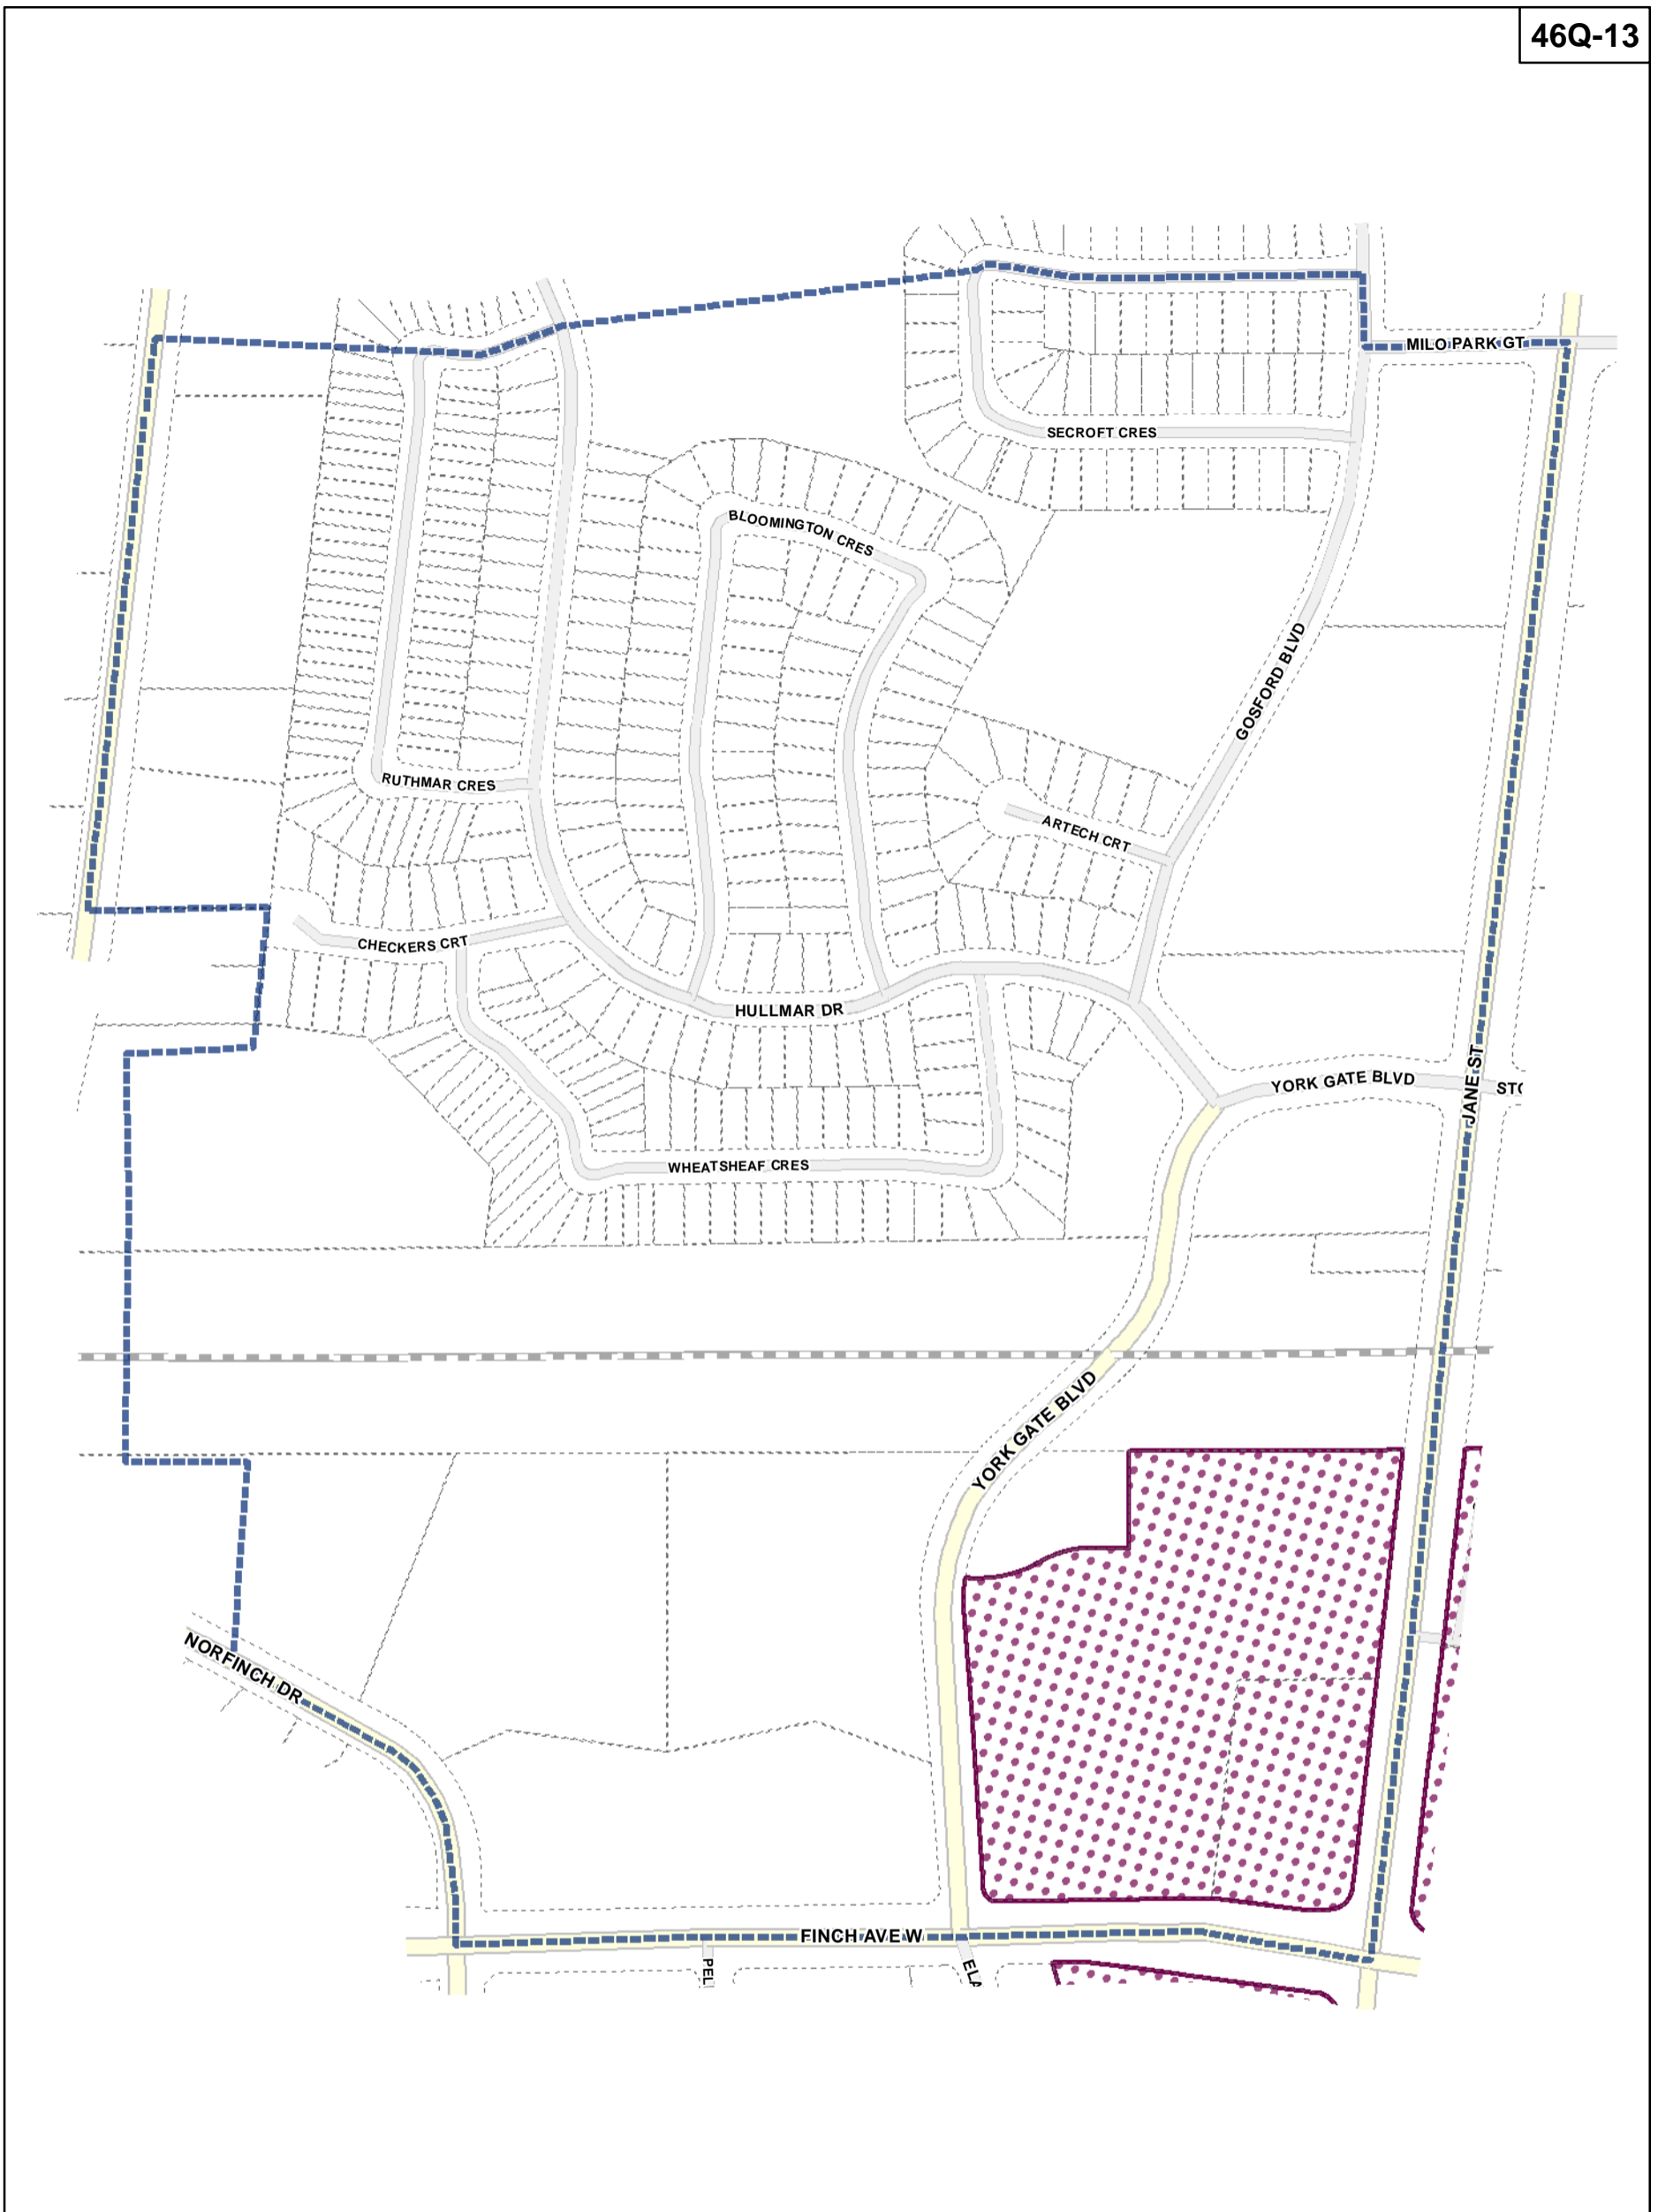 46Q-13
MILO PARK GT
SECROFT CRES
BLOOMINGTON CRES
GOSFORD BLVD
RUTHMAR CRES
ARTECH CRT
CHECKERS CRT
HULLMAR DR
YORK GATE BLVD
JANE ST
WHEATSHEAF CRES
YORK GATE BLVD
NORFINCH DR
FINCH AVE W
PEL
ELA